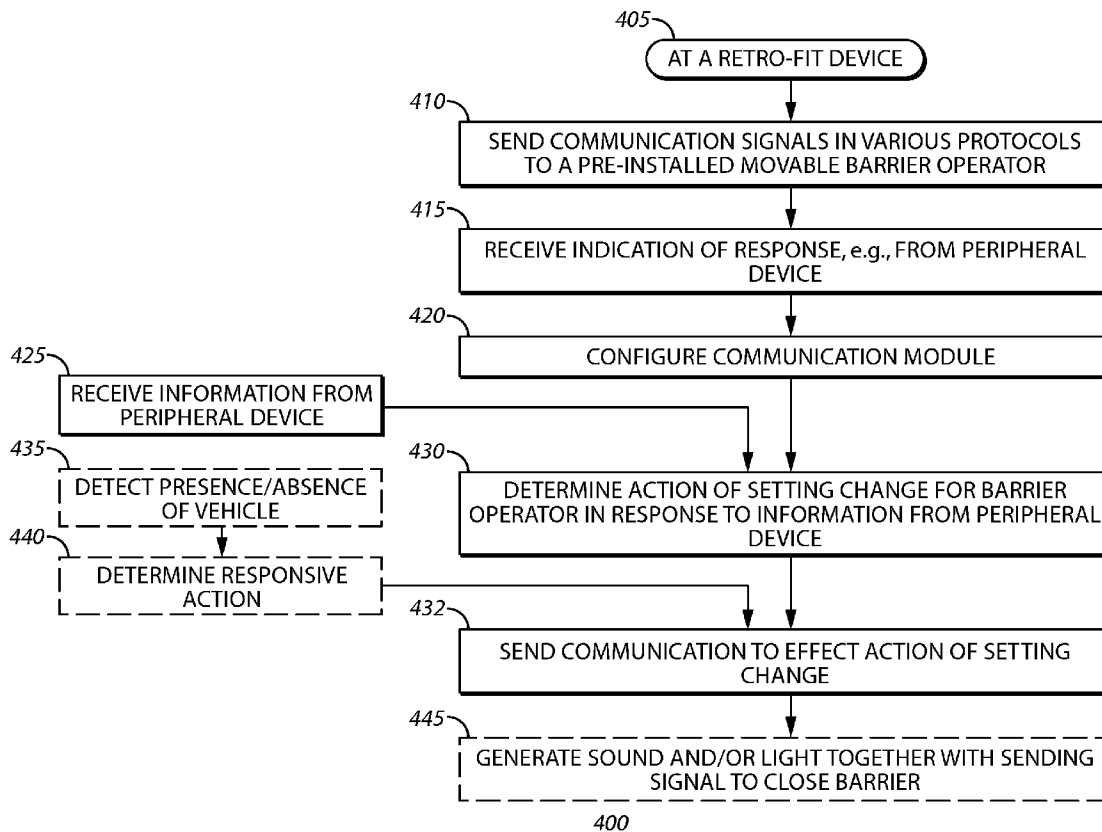 405
AT A RETRO-FIT DEVICE
410
SEND COMMUNICATION SIGNALS IN VARIOUS PROTOCOLS
TO A PRE-INSTALLED MOVABLE BARRIER OPERATOR
415
RECEIVE INDICATION OF RESPONSE, e.g., FROM PERIPHERAL
DEVICE
420
CONFIGURE COMMUNICATION MODULE
425
RECEIVE INFORMATION FROM
PERIPHERAL DEVICE
430
DETERMINE ACTION OF SETTING CHANGE FOR BARRIER
OPERATOR IN RESPONSE TO INFORMATION FROM PERIPHERAL
DEVICE
435
DETECT PRESENCE/ABSENCE
OF VEHICLE
440
DETERMINE RESPONSIVE
ACTION
432
SEND COMMUNICATION TO EFFECT ACTION OF SETTING
CHANGE
445
GENERATE SOUND AND/OR LIGHT TOGETHER WITH SENDING
SIGNAL TO CLOSE BARRIER
400